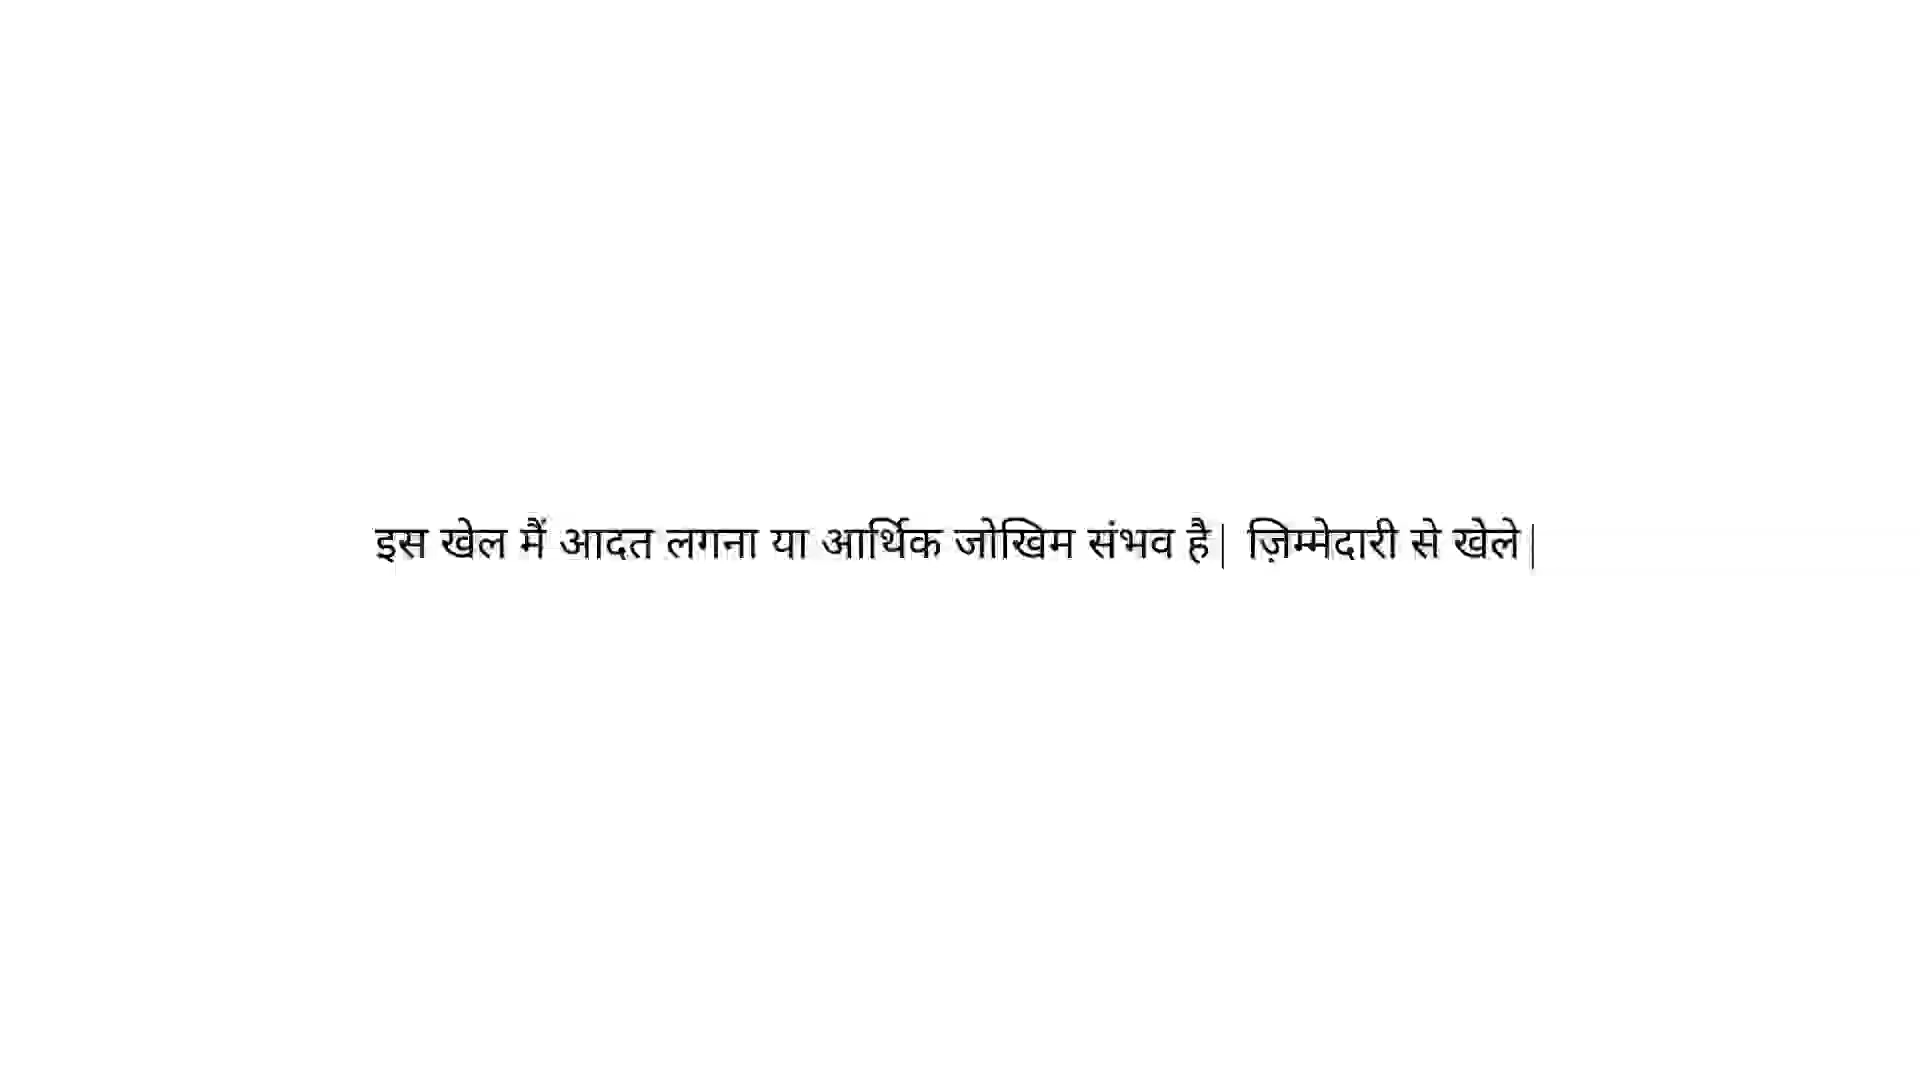 इस खेल मैं आदत लगना या आर्थिक जोखिम संभव है| ज़िम्मेदारी से खेले|